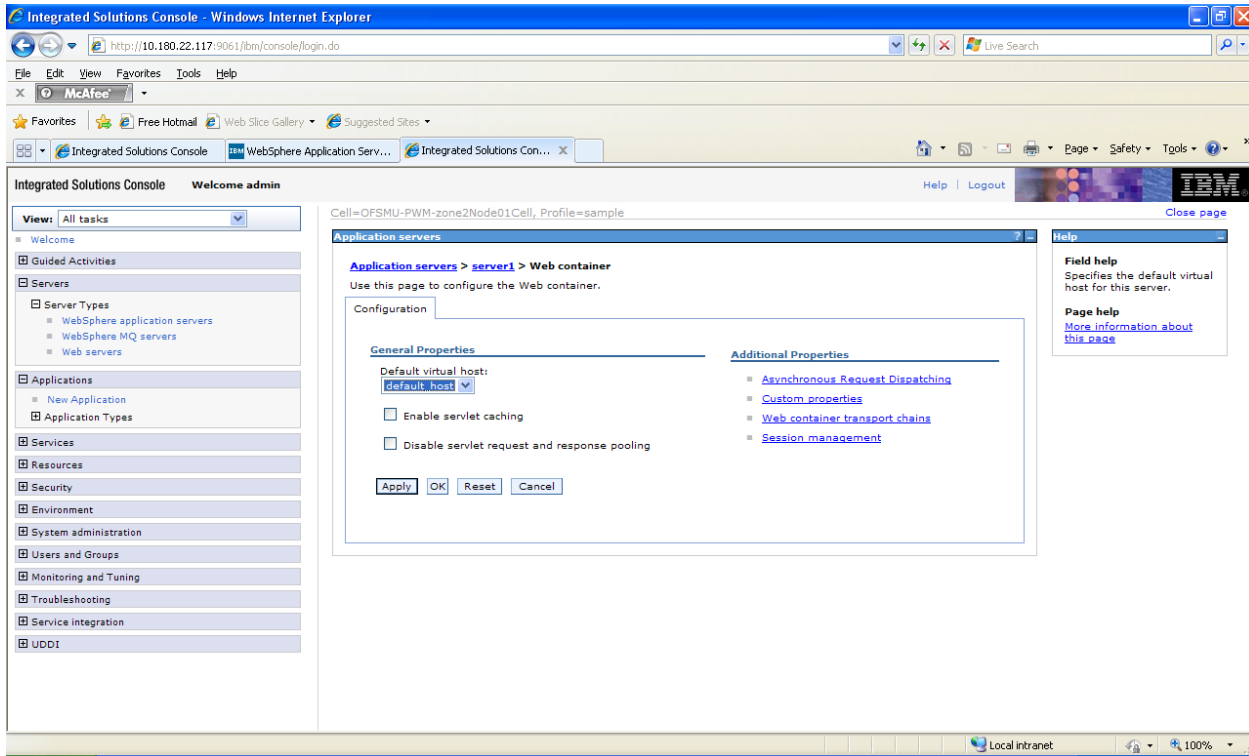 Integrated Solutions Console - Windows Internet Explorer
http://10.180.22.117:9061/ibm/console/login.do
Live Search
File Edit View Favorites Tools Help
McAfee
Favorites Free Hotmail Web Slice Gallery Suggested Sites
Integrated Solutions Console WebSphere Application Serv... Integrated Solutions Con... X
Page Safety Tools
Integrated Solutions Console Welcome admin Help | Logout IBM.
View: All tasks
Cell=OFSMU-PWM-zone2Node01Cell, Profile=sample Close page
Welcome
Guided Activities
Servers
Server Types
WebSphere application servers
WebSphere MQ servers
Web servers
Applications
New Application
Application Types
Services
Resources
Security
Environment
System administration
Users and Groups
Monitoring and Tuning
Troubleshooting
Service integration
UDDI
Application servers ? -
Application servers > server1 > Web container
Use this page to configure the Web container.
Configuration
General Properties
Default virtual host:
default_host
Enable servlet caching
Disable servlet request and response pooling
Apply OK Reset Cancel
Additional Properties
Asynchronous Request Dispatching
Custom properties
Web container transport chains
Session management
Help -
Field help
Specifies the default virtual
host for this server.
Page help
More information about
this page
Local intranet 100%